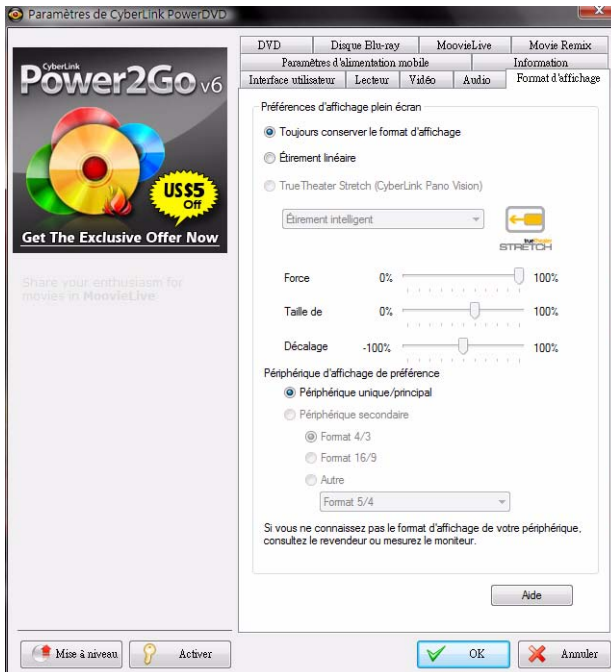 Paramètres de CyberLink PowerDVD
CyberLink
Power2Go v6
US$5
Off
Get The Exclusive Offer Now
Share your enthusiasm for
movies in MoovieLive
DVD
Disque Blu-ray
MoovieLive
Movie Remix
Paramètres d'alimentation mobile
Information
Interface utilisateur
Lecteur
Vidéo
Audio
Format d'affichage
Préférences d'affichage plein écran
Toujours conserver le format d'affichage
Étirement linéaire
TrueTheater Stretch (CyberLink Pano Vision)
Étirement intelligent
truetheater
STRETCH
Force 0% 100%
Taille de 0% 100%
Décalage -100% 100%
Périphérique d'affichage de préférence
Périphérique unique/principal
Périphérique secondaire
Format 4/3
Format 16/9
Autre
Format 5/4
Si vous ne connaissez pas le format d'affichage de votre périphérique,
consultez le revendeur ou mesurez le moniteur.
Aide
Mise à niveau
Activer
OK
Annuler